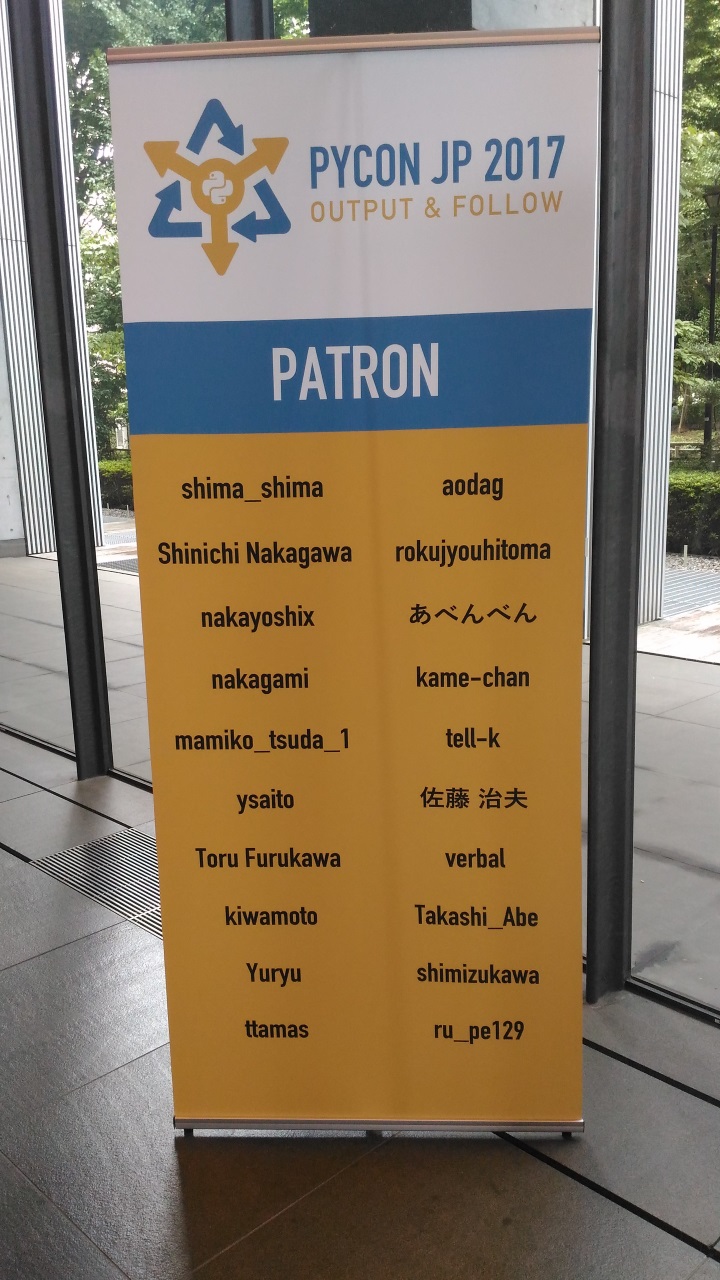 PYCON JP 2017
OUTPUT & FOLLOW
PATRON
shima_shima aodag
Shinichi Nakagawa rokujyouhitoma
nakayoshix あべんべん
nakagami kame-chan
mamiko_tsuda_1 tell-k
ysaito 佐藤 治夫
Toru Furukawa verbal
kiwamoto Takashi_Abe
Yuryu shimizukawa
ttamas ru_pe129